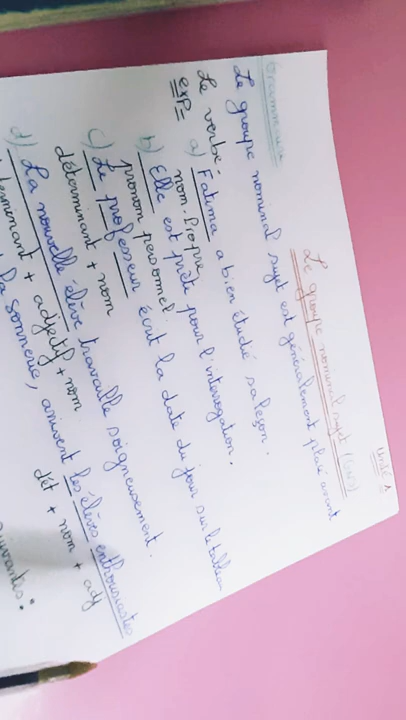 Unité 1
Grammaire
Le groupe nominal sujet (GNS)
Le groupe nominal sujet est généralement placé avant
Le verbe.
exp= a) Fatema a bien étudié sa leçon.
nom. Propre
b) Elle est prête pour l'interrogation.
pronom personnel
c) Le professeur écrit la date du jour sur le tableau
déterminant + nom
d) La nouvelle élève travaille soigneusement.
déterminant + adjectif + nom
la sonnerie, arrivent les élèves enthousiastes
dét + nom + adj